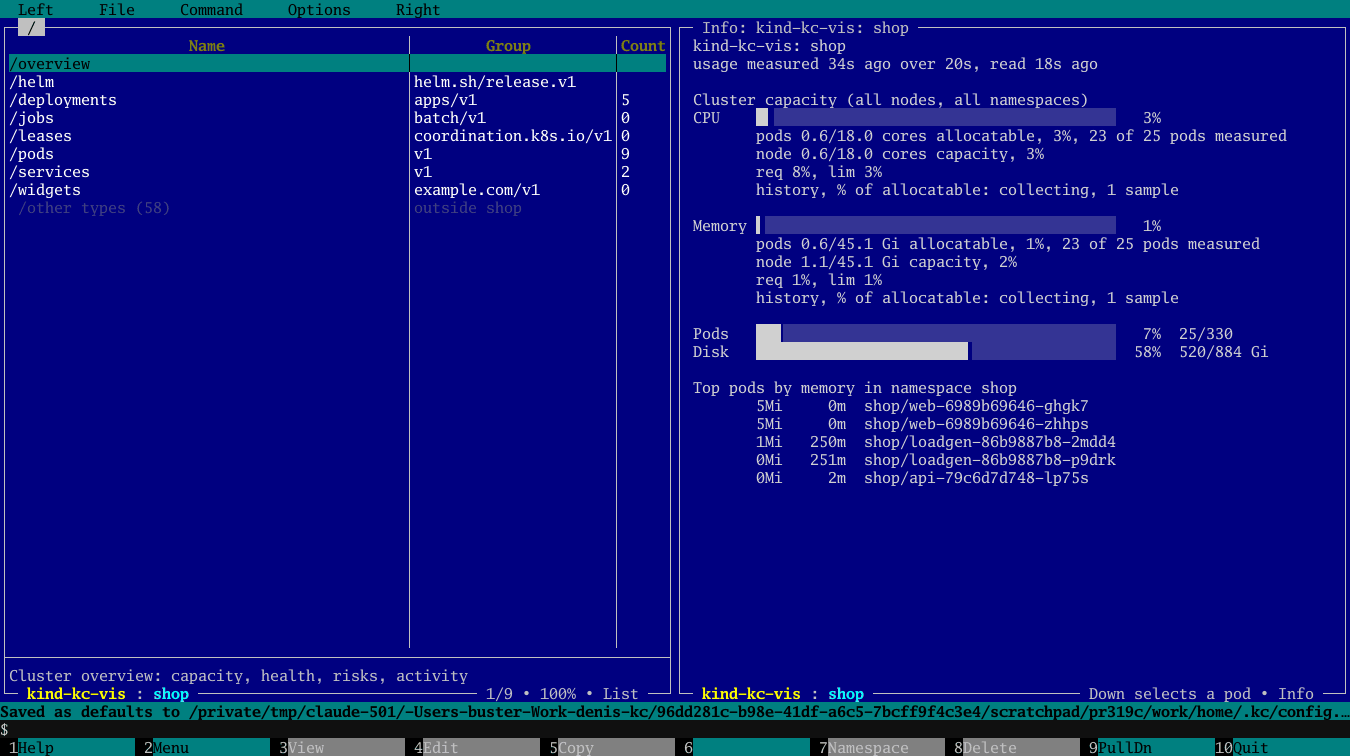 Left File Command Options Right
/
Name Group Count
/overview
/helm helm.sh/release.v1
/deployments apps/v1 5
/jobs batch/v1 0
/leases coordination.k8s.io/v1 0
/pods v1 9
/services v1 2
/widgets example.com/v1 0
/other types (58) outside shop
Cluster overview: capacity, health, risks, activity
kind-kc-vis : shop 1/9 • 100% • List
Info: kind-kc-vis: shop
kind-kc-vis: shop
usage measured 34s ago over 20s, read 18s ago
Cluster capacity (all nodes, all namespaces)
CPU 3%
pods 0.6/18.0 cores allocatable, 3%, 23 of 25 pods measured
node 0.6/18.0 cores capacity, 3%
req 8%, lim 3%
history, % of allocatable: collecting, 1 sample
Memory 1%
pods 0.6/45.1 Gi allocatable, 1%, 23 of 25 pods measured
node 1.1/45.1 Gi capacity, 2%
req 1%, lim 1%
history, % of allocatable: collecting, 1 sample
Pods 7% 25/330
Disk 58% 520/884 Gi
Top pods by memory in namespace shop
5Mi 0m shop/web-6989b69646-ghgk7
5Mi 0m shop/web-6989b69646-zhhps
1Mi 250m shop/loadgen-86b9887b8-2mdd4
0Mi 251m shop/loadgen-86b9887b8-p9drk
0Mi 2m shop/api-79c6d7d748-lp75s
kind-kc-vis : shop Down selects a pod • Info
Saved as defaults to /private/tmp/claude-501/-Users-buster-Work-denis-kc/96dd281c-b98e-41df-a6c5-7bcff9f4c3e4/scratchpad/pr319c/work/home/.kc/config.…
$
1Help 2Menu 3View 4Edit 5Copy 6 7Namespace 8Delete 9PullDn 10Quit